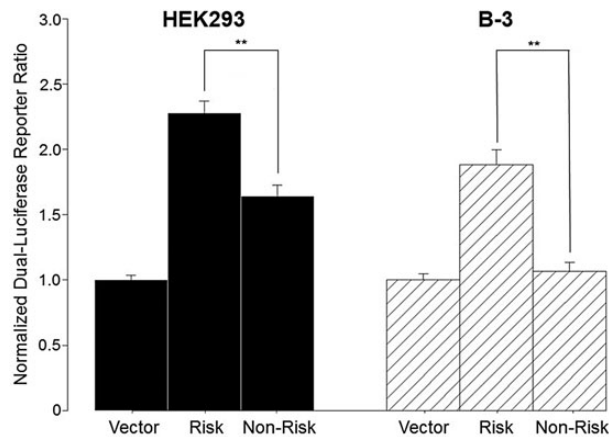 HEK293
B-3
**
**
Normalized Dual-Luciferase Reporter Ratio
3.0
2.5
2.0
1.5
1.0
0.5
0
Vector Risk Non-Risk Vector Risk Non-Risk